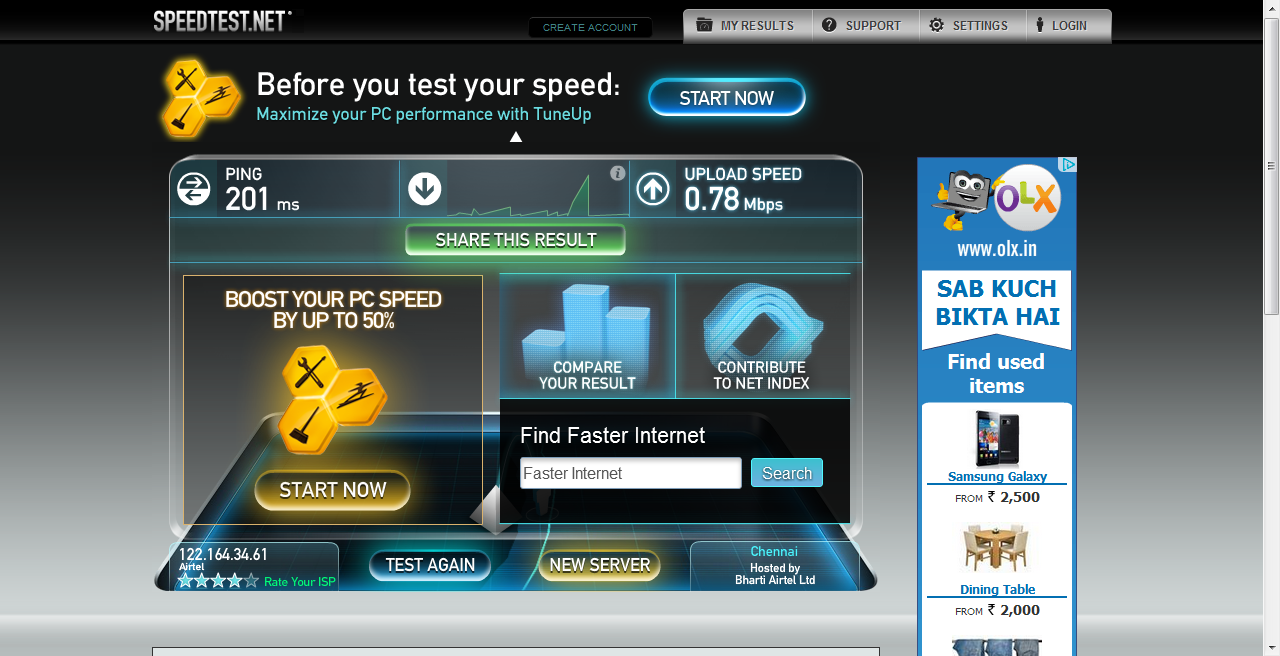 SPEEDTEST.NET
CREATE ACCOUNT
MY RESULTS
SUPPORT
SETTINGS
LOGIN
Before you test your speed:
Maximize your PC performance with TuneUp
START NOW
PING
201 ms
UPLOAD SPEED
0.78 Mbps
SHARE THIS RESULT
BOOST YOUR PC SPEED
BY UP TO 50%
START NOW
COMPARE
YOUR RESULT
CONTRIBUTE
TO NET INDEX
Find Faster Internet
Faster Internet
Search
122.164.34.61
Airtel
Rate Your ISP
TEST AGAIN
NEW SERVER
Chennai
Hosted by
Bharti Airtel Ltd
OLX
www.olx.in
SAB KUCH
BIKTA HAI
Find used
items
Samsung Galaxy
FROM ₹ 2,500
Dining Table
FROM ₹ 2,000